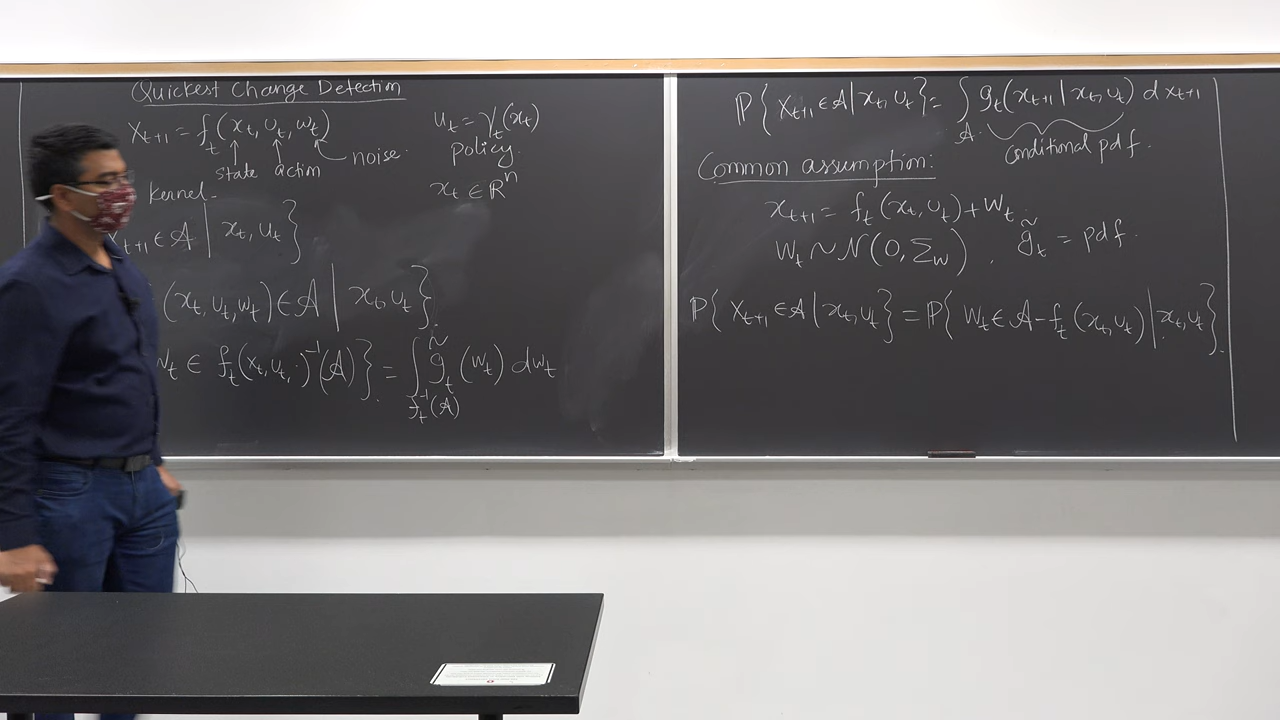 Quickest Change Detection
x_{t+1} = f_t(x_t, u_t, w_t)
state action
noise.
u_t = γ_t(x_t)
policy.
x_t ∈ ℝ^n
kernel
x_{t+1} ∈ A | x_t, u_t }
(x_t, u_t, w_t) ∈ A | x_t, u_t }.
w_t ∈ f_t(x_t, u_t, ·)^{-1}(A) }. = ∫_{f_t^{-1}(A)} g̃_t(w_t) dw_t
ℙ{ x_{t+1} ∈ A | x_t, u_t } = ∫_A g_t(x_{t+1} | x_t, u_t) dx_{t+1}
Conditional pdf.
Common assumption:
x_{t+1} = f_t(x_t, u_t) + w_t.
w_t ~ N(0, Σ_w). g̃_t = pdf.
ℙ{ x_{t+1} ∈ A | x_t, u_t } = ℙ{ w_t ∈ A - f_t(x_t, u_t) | x_t, u_t }.